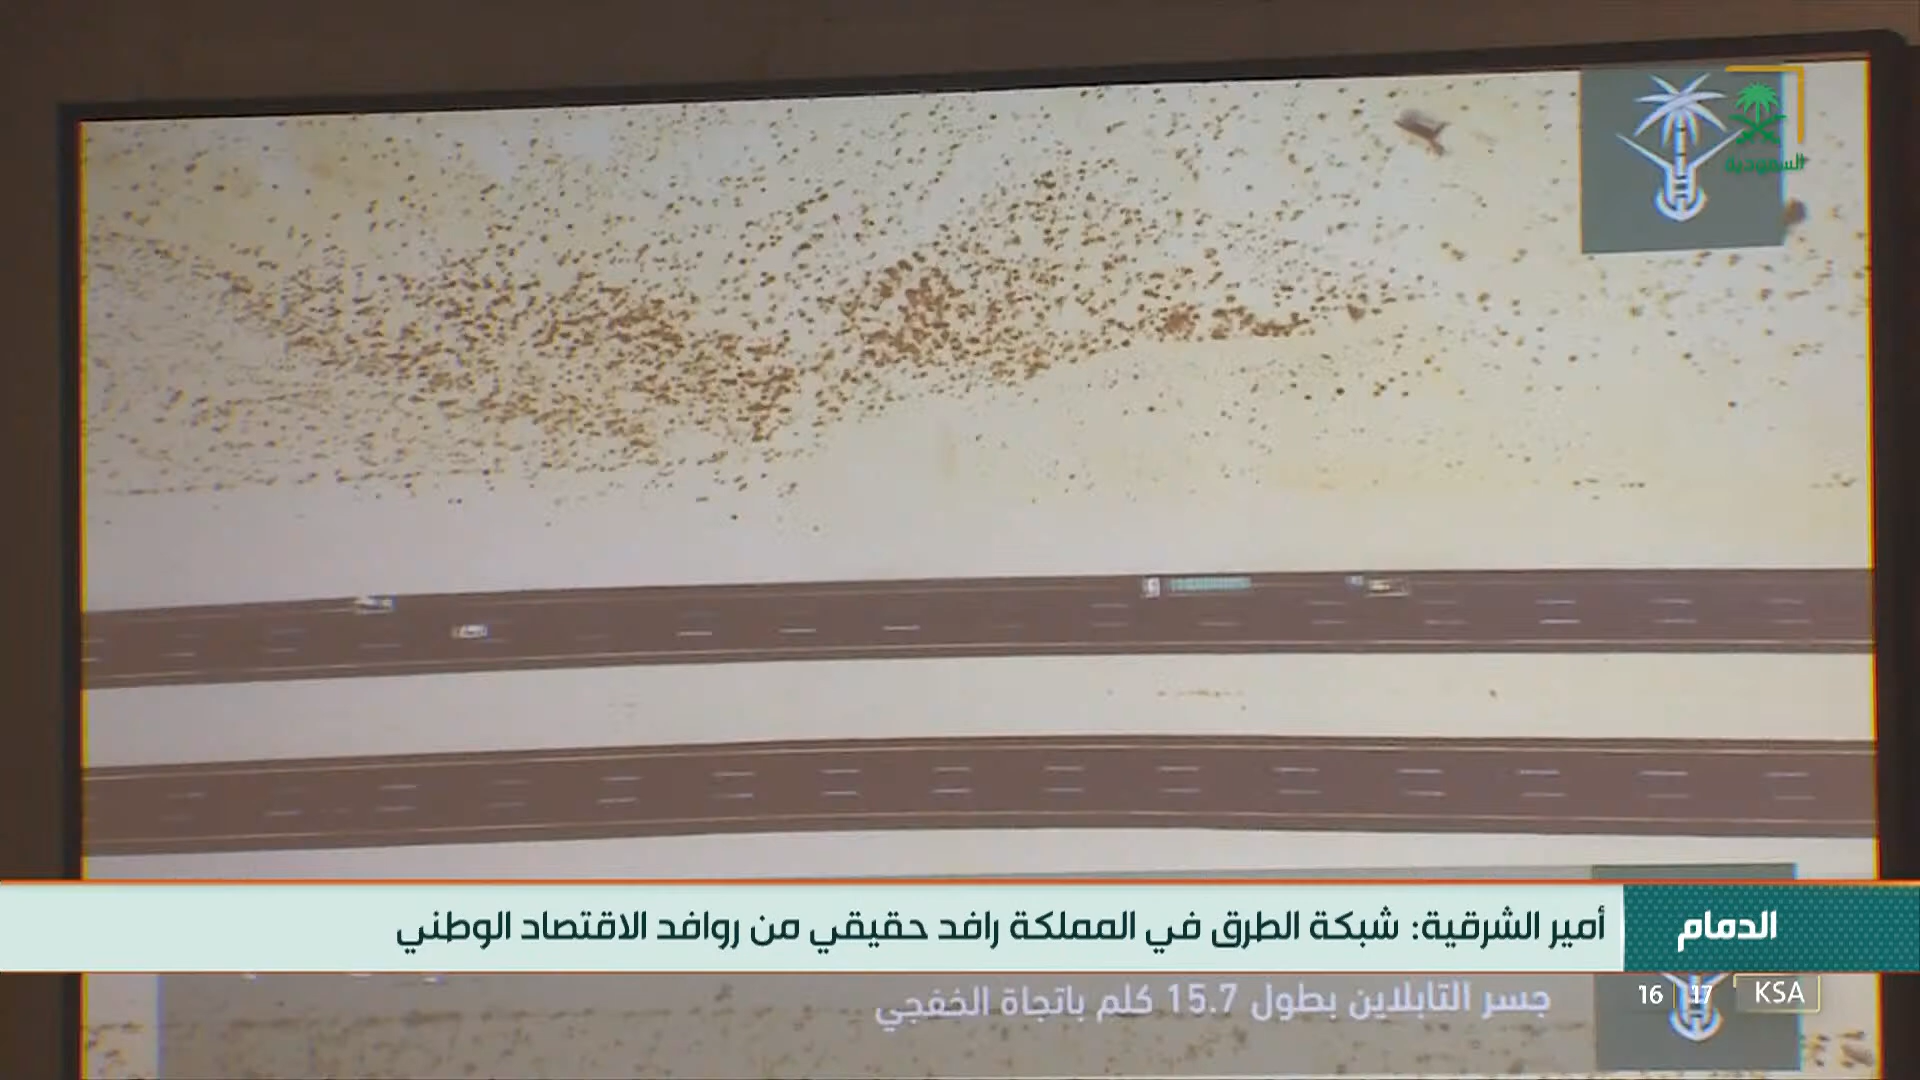 السعودية
الدمام
أمير الشرقية: شبكة الطرق في المملكة رافد حقيقي من روافد الاقتصاد الوطني
جسر التابلاين بطول 15.7 كلم باتجاة الخفجي
16 17 KSA